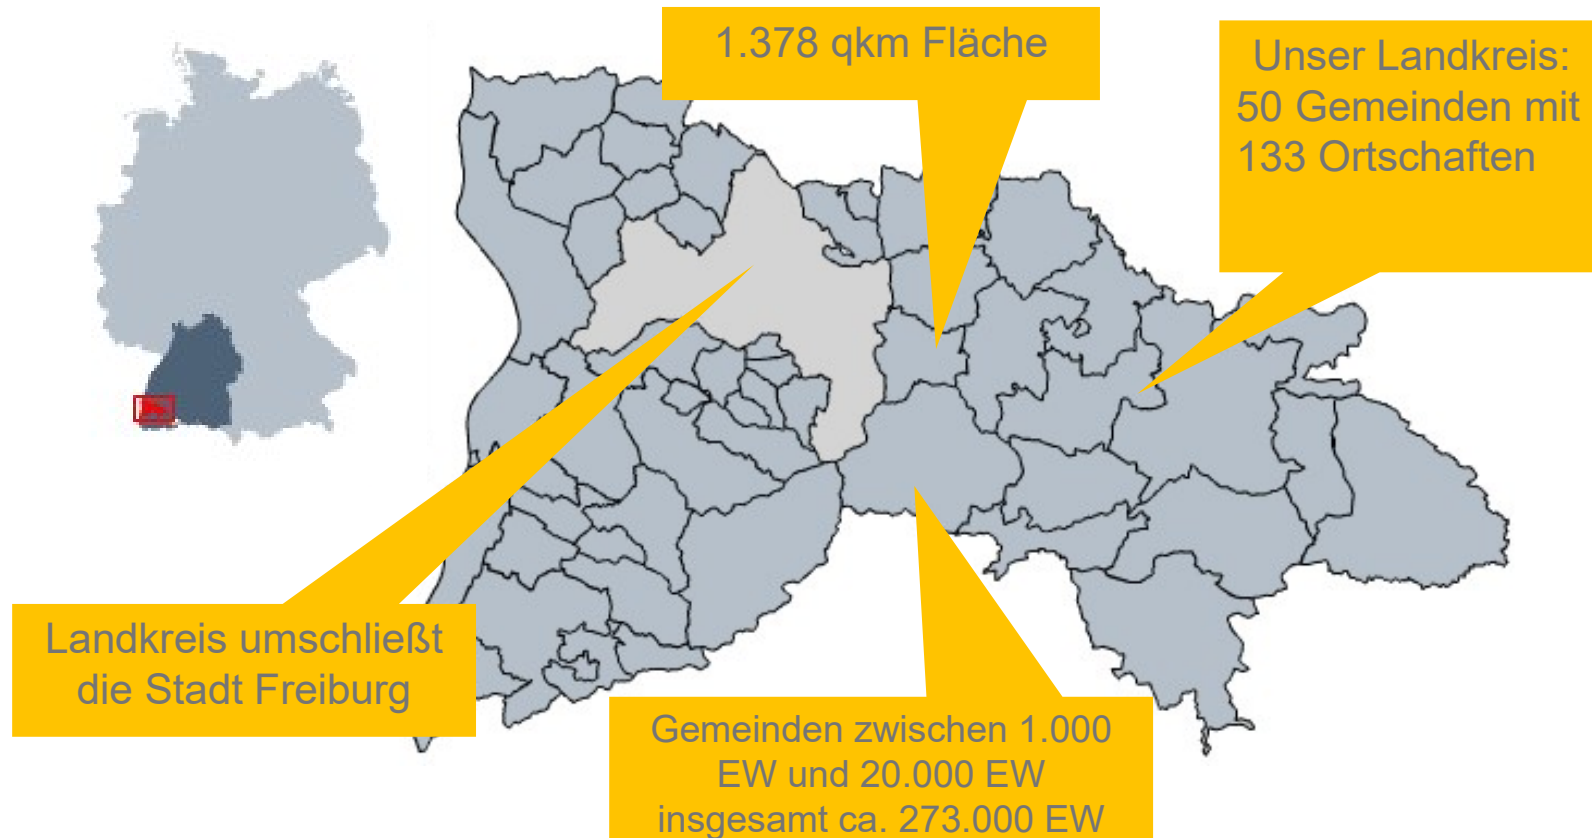 1.378 qkm Fläche
Unser Landkreis:
50 Gemeinden mit
133 Ortschaften
Landkreis umschließt
die Stadt Freiburg
Gemeinden zwischen 1.000
EW und 20.000 EW
insgesamt ca. 273.000 EW